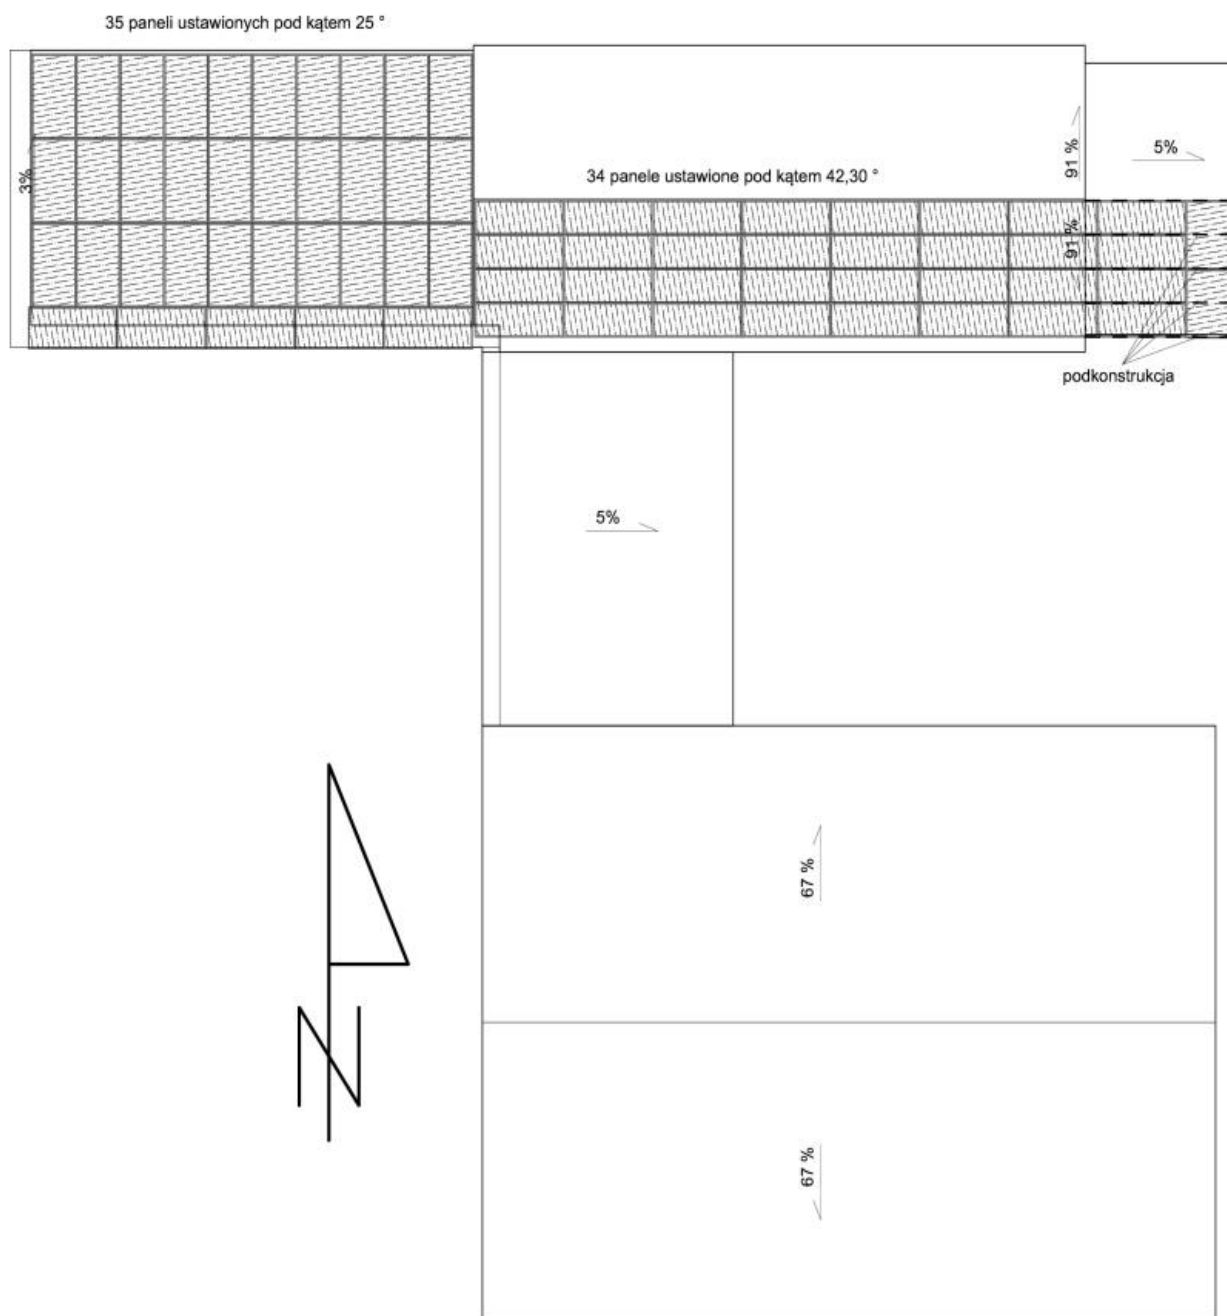 35 paneli ustawionych pod kątem 25 °
3%
34 panele ustawione pod kątem 42,30 °
91 %
5%
91 %
podkonstrukcja
5%
67 %
N
67 %